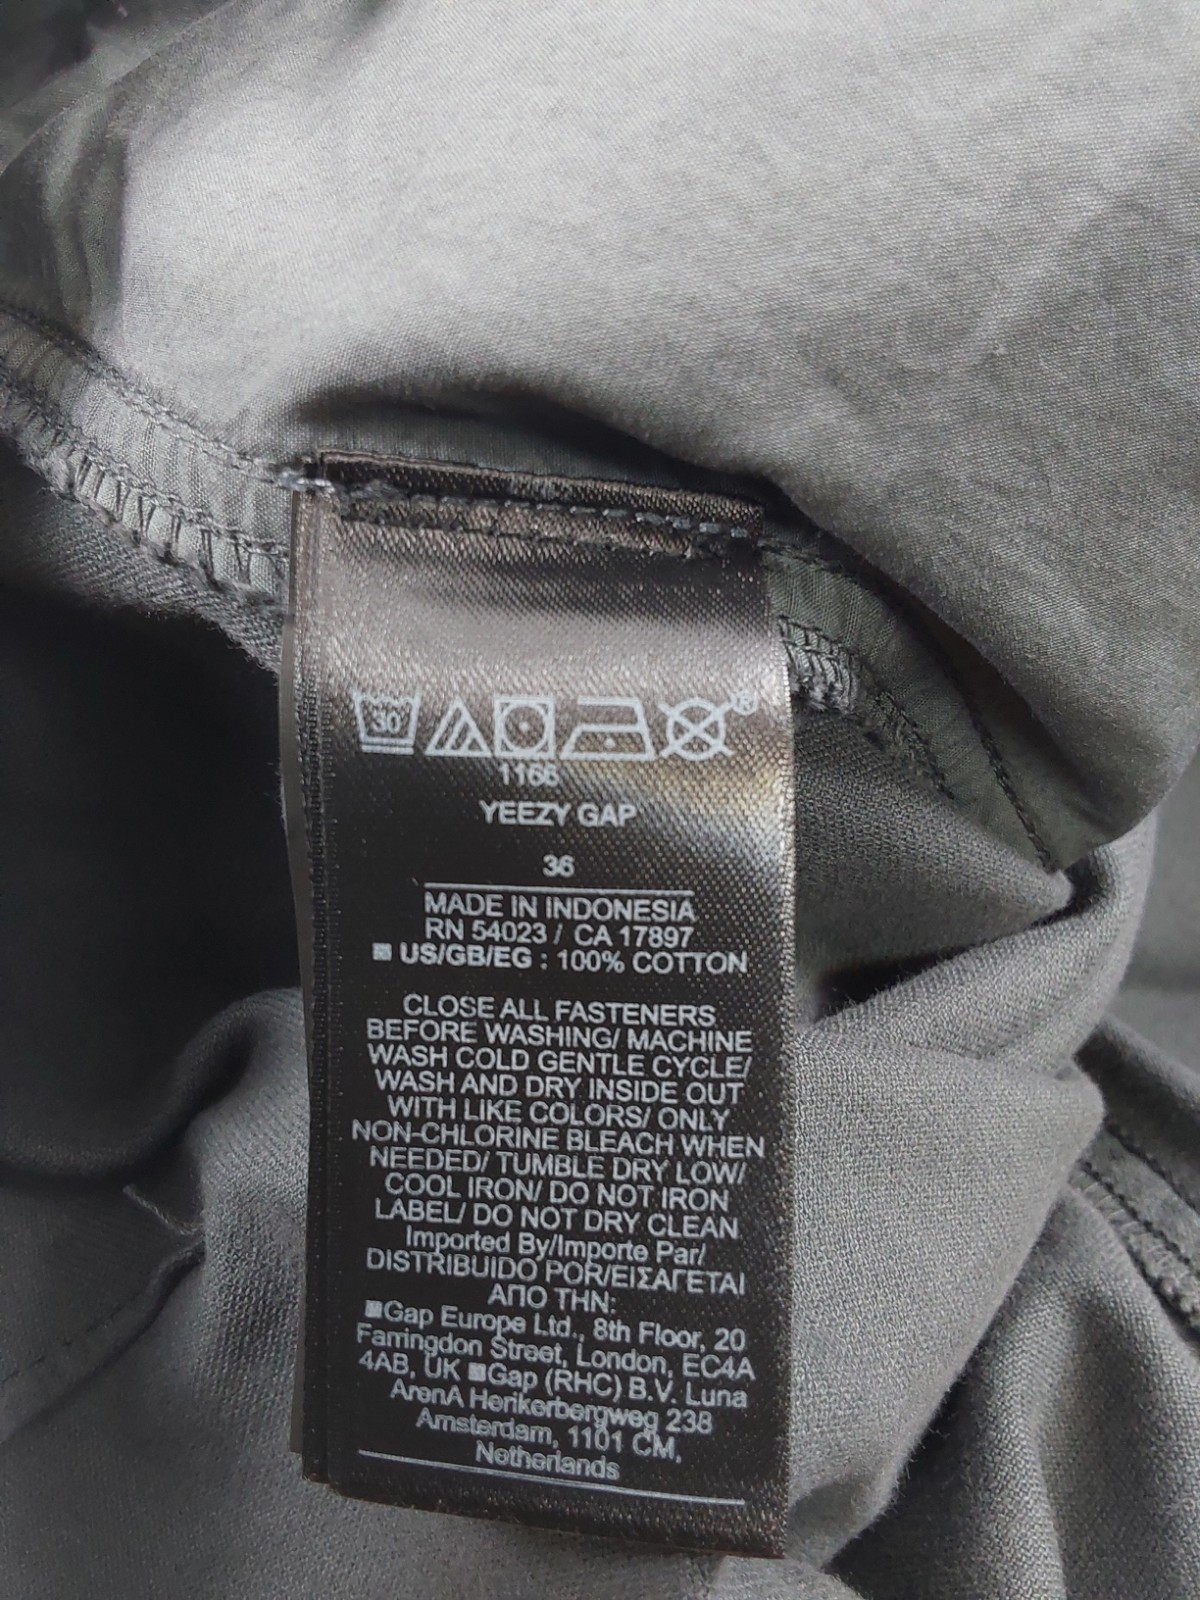 30
®
1166
YEEZY GAP
36
MADE IN INDONESIA
RN 54023 / CA 17897
US/GB/EG : 100% COTTON
CLOSE ALL FASTENERS
BEFORE WASHING/ MACHINE
WASH COLD GENTLE CYCLE/
WASH AND DRY INSIDE OUT
WITH LIKE COLORS/ ONLY
NON-CHLORINE BLEACH WHEN
NEEDED/ TUMBLE DRY LOW/
COOL IRON/ DO NOT IRON
LABEL/ DO NOT DRY CLEAN
Imported By/Importe Par/
DISTRIBUIDO POR/ΕΙΣΑΓΕΤΑΙ
ΑΠΟ ΤΗΝ:
Gap Europe Ltd., 8th Floor, 20
Farringdon Street, London, EC4A
4AB, UK Gap (RHC) B.V. Luna
ArenA Herikerbergweg 238
Amsterdam, 1101 CM,
Netherlands